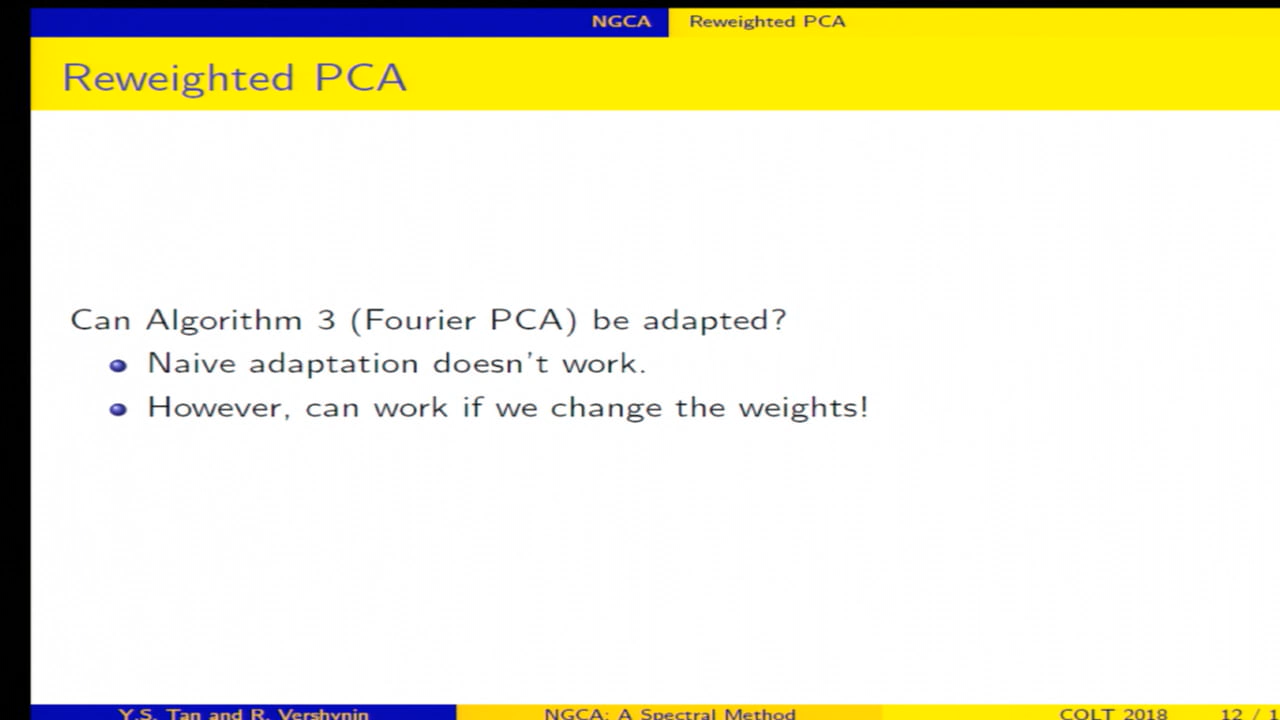 NGCA Reweighted PCA
Reweighted PCA
Can Algorithm 3 (Fourier PCA) be adapted?
Naive adaptation doesn't work.
However, can work if we change the weights!
Y.S. Tan and R. Vershynin NGCA: A Spectral Method COLT 2018 12 / 1